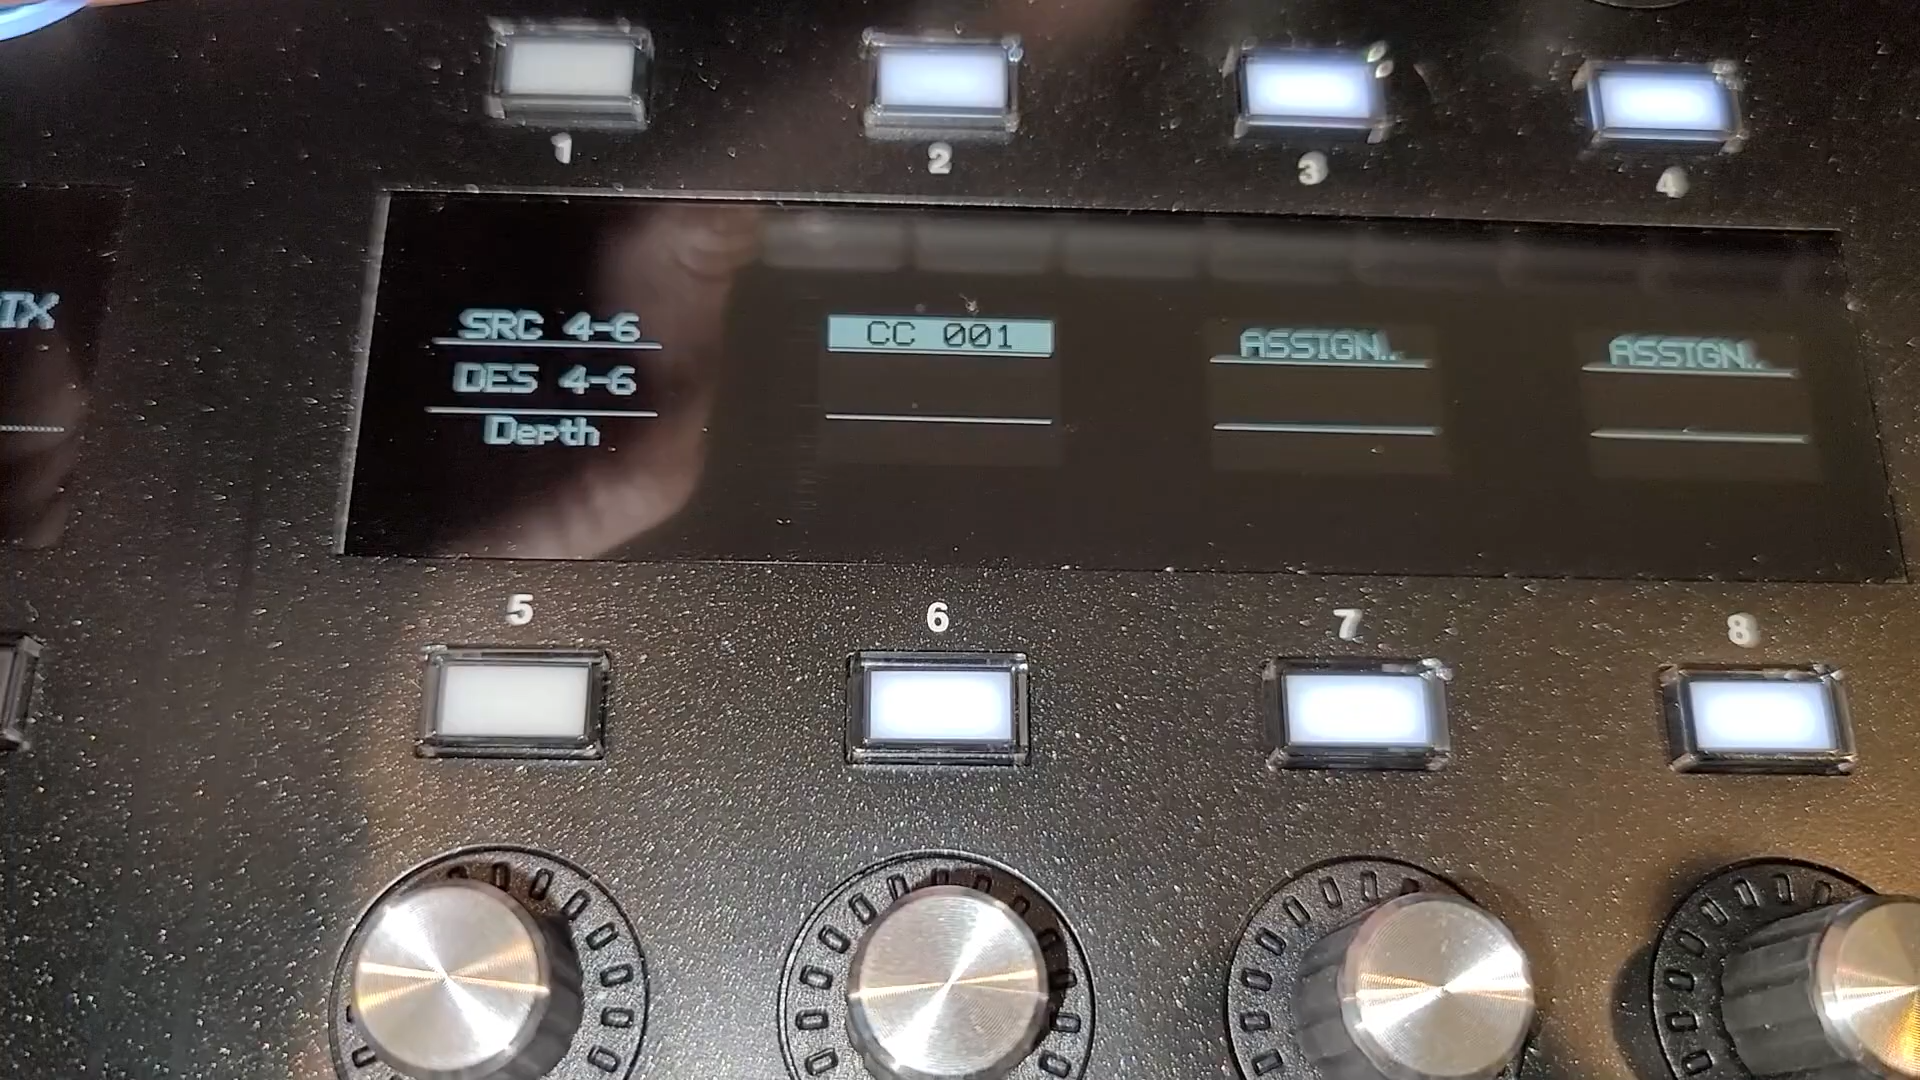 1 2 3 4
IX
SRC 4-6
DES 4-6
Depth
CC 001
ASSIGN..
ASSIGN..
5 6 7 8